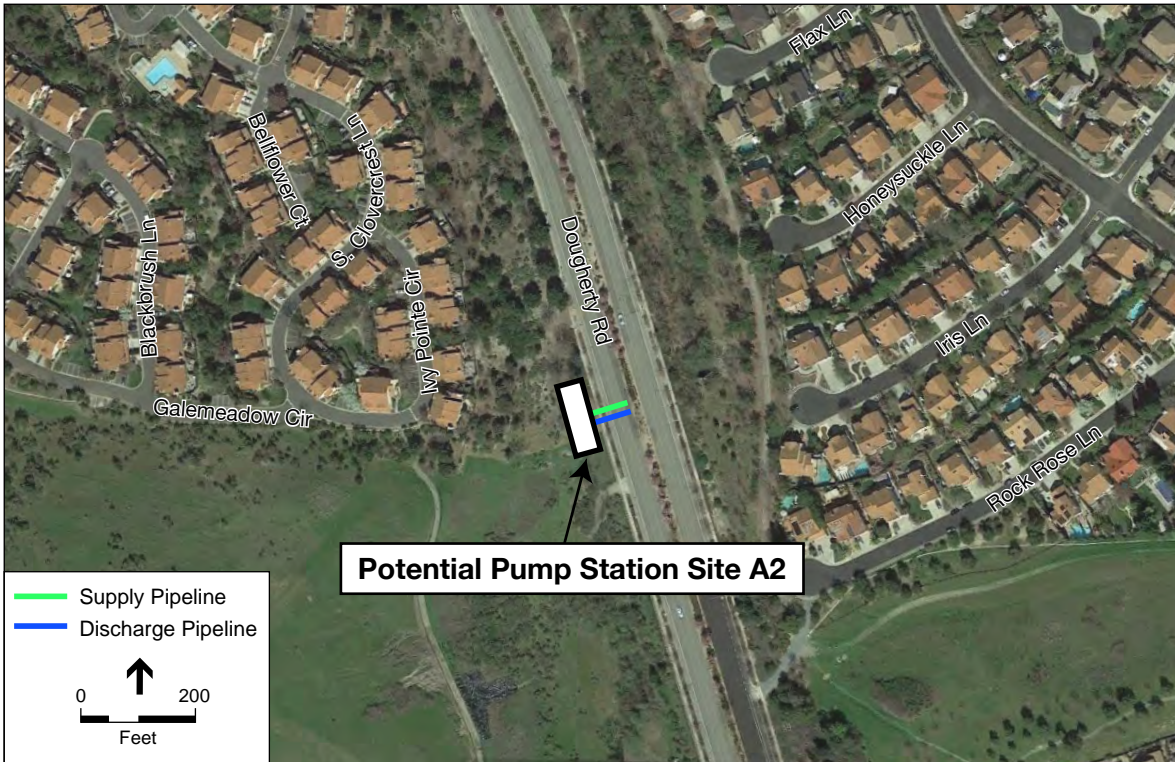 Flax Ln
Honeysuckle Ln
Bellflower Ct
S. Clovercrest Ln
Dougherty Rd
Blackbrush Ln
Ivy Pointe Cir
Iris Ln
Galemeadow Cir
Rock Rose Ln
Potential Pump Station Site A2
Supply Pipeline
Discharge Pipeline
0 200
Feet